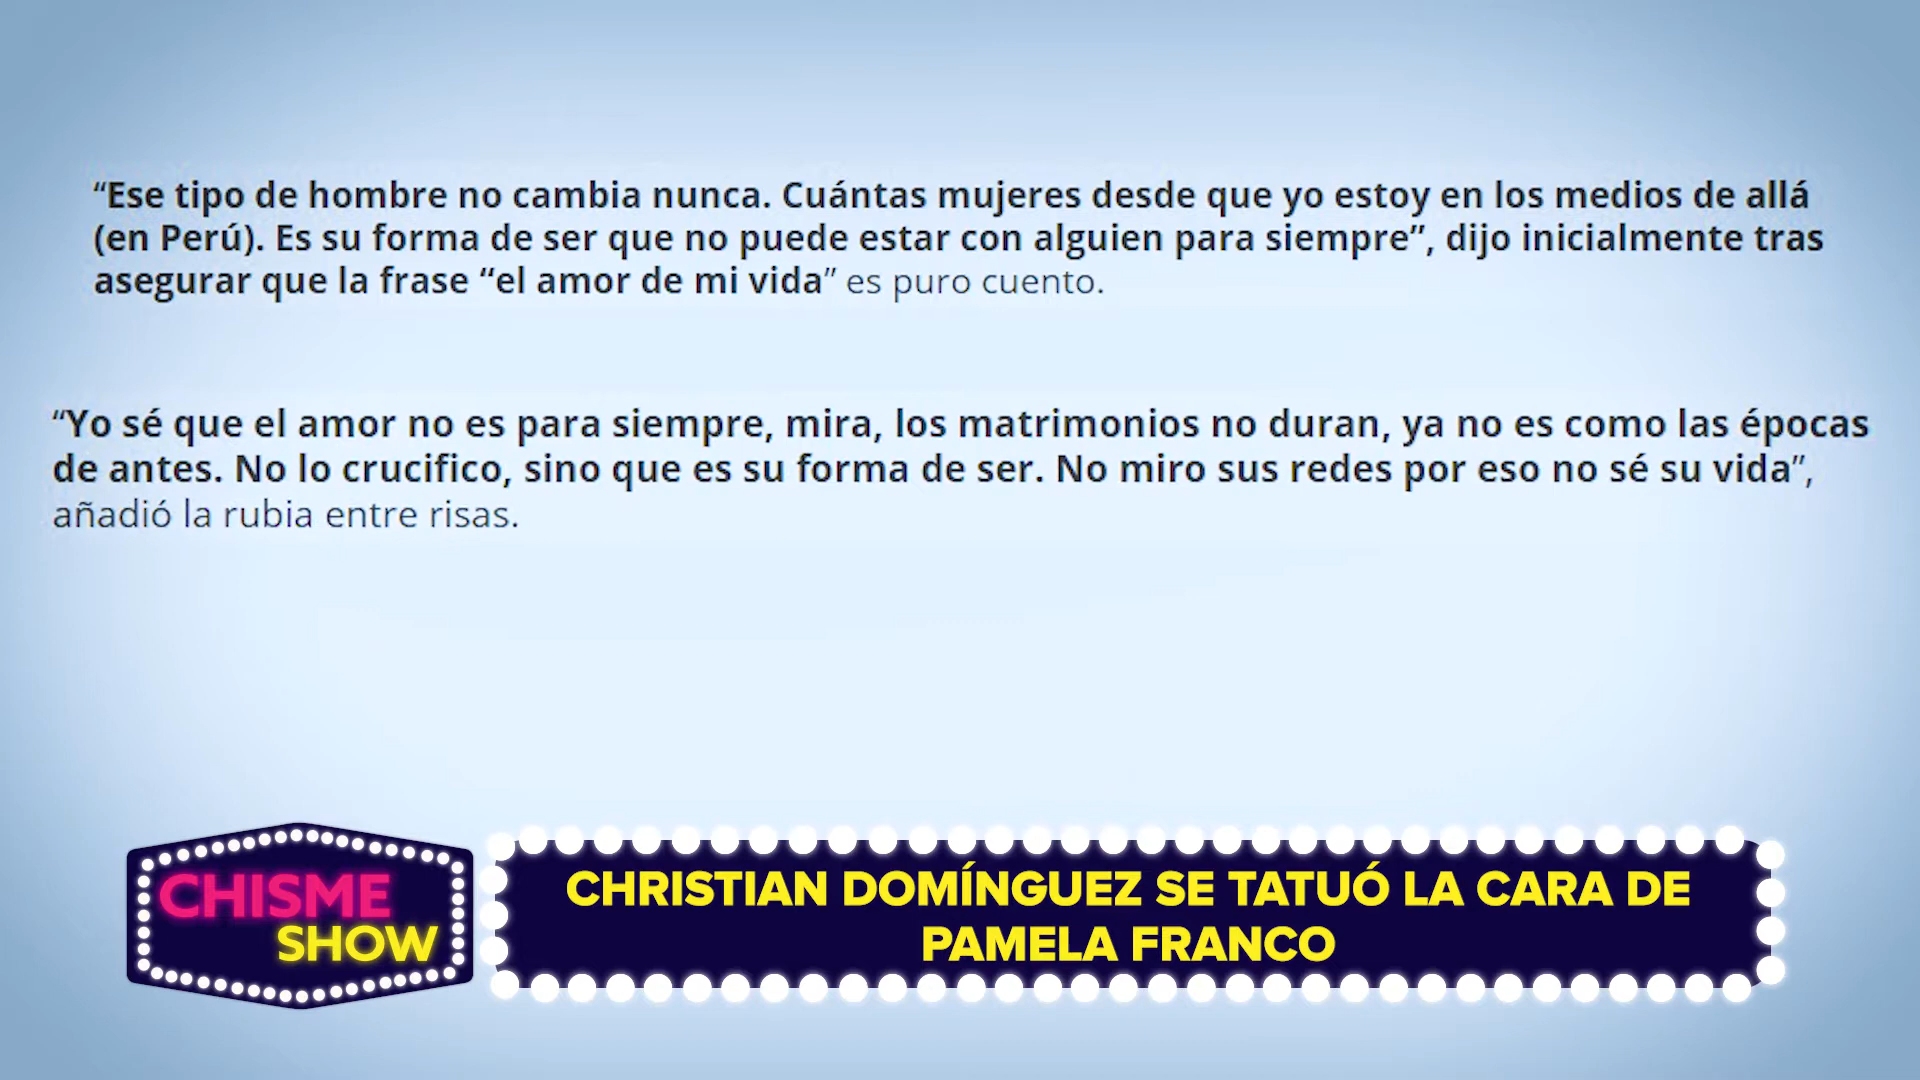 “Ese tipo de hombre no cambia nunca. Cuántas mujeres desde que yo estoy en los medios de allá
(en Perú). Es su forma de ser que no puede estar con alguien para siempre”, dijo inicialmente tras
asegurar que la frase “el amor de mi vida” es puro cuento.
“Yo sé que el amor no es para siempre, mira, los matrimonios no duran, ya no es como las épocas
de antes. No lo crucifico, sino que es su forma de ser. No miro sus redes por eso no sé su vida”,
añadió la rubia entre risas.
CHISME
SHOW
CHRISTIAN DOMÍNGUEZ SE TATUÓ LA CARA DE
PAMELA FRANCO